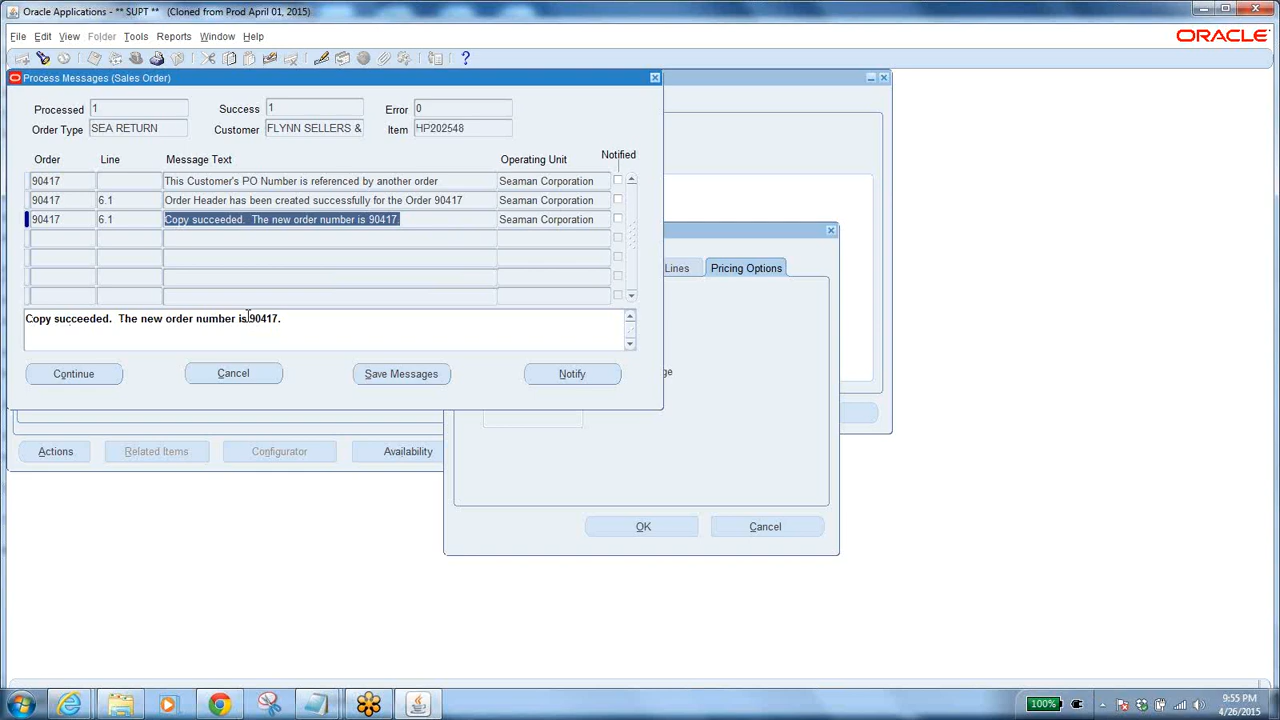 Oracle Applications - ** SUPT ** (Cloned from Prod April 01, 2015)
File Edit View Folder Tools Reports Window Help
ORACLE
Process Messages (Sales Order)
Processed 1 Success 1 Error 0
Order Type SEA RETURN Customer FLYNN SELLERS & Item HP202548
Notified
Order Line Message Text Operating Unit
90417 This Customer's PO Number is referenced by another order Seaman Corporation
90417 6.1 Order Header has been created successfully for the Order 90417 Seaman Corporation
90417 6.1 Copy succeeded. The new order number is 90417. Seaman Corporation
Lines Pricing Options
Copy succeeded. The new order number is 90417.
Continue Cancel Save Messages Notify
Actions Related Items Configurator Availability
OK Cancel
100%
9:55 PM
4/26/2015